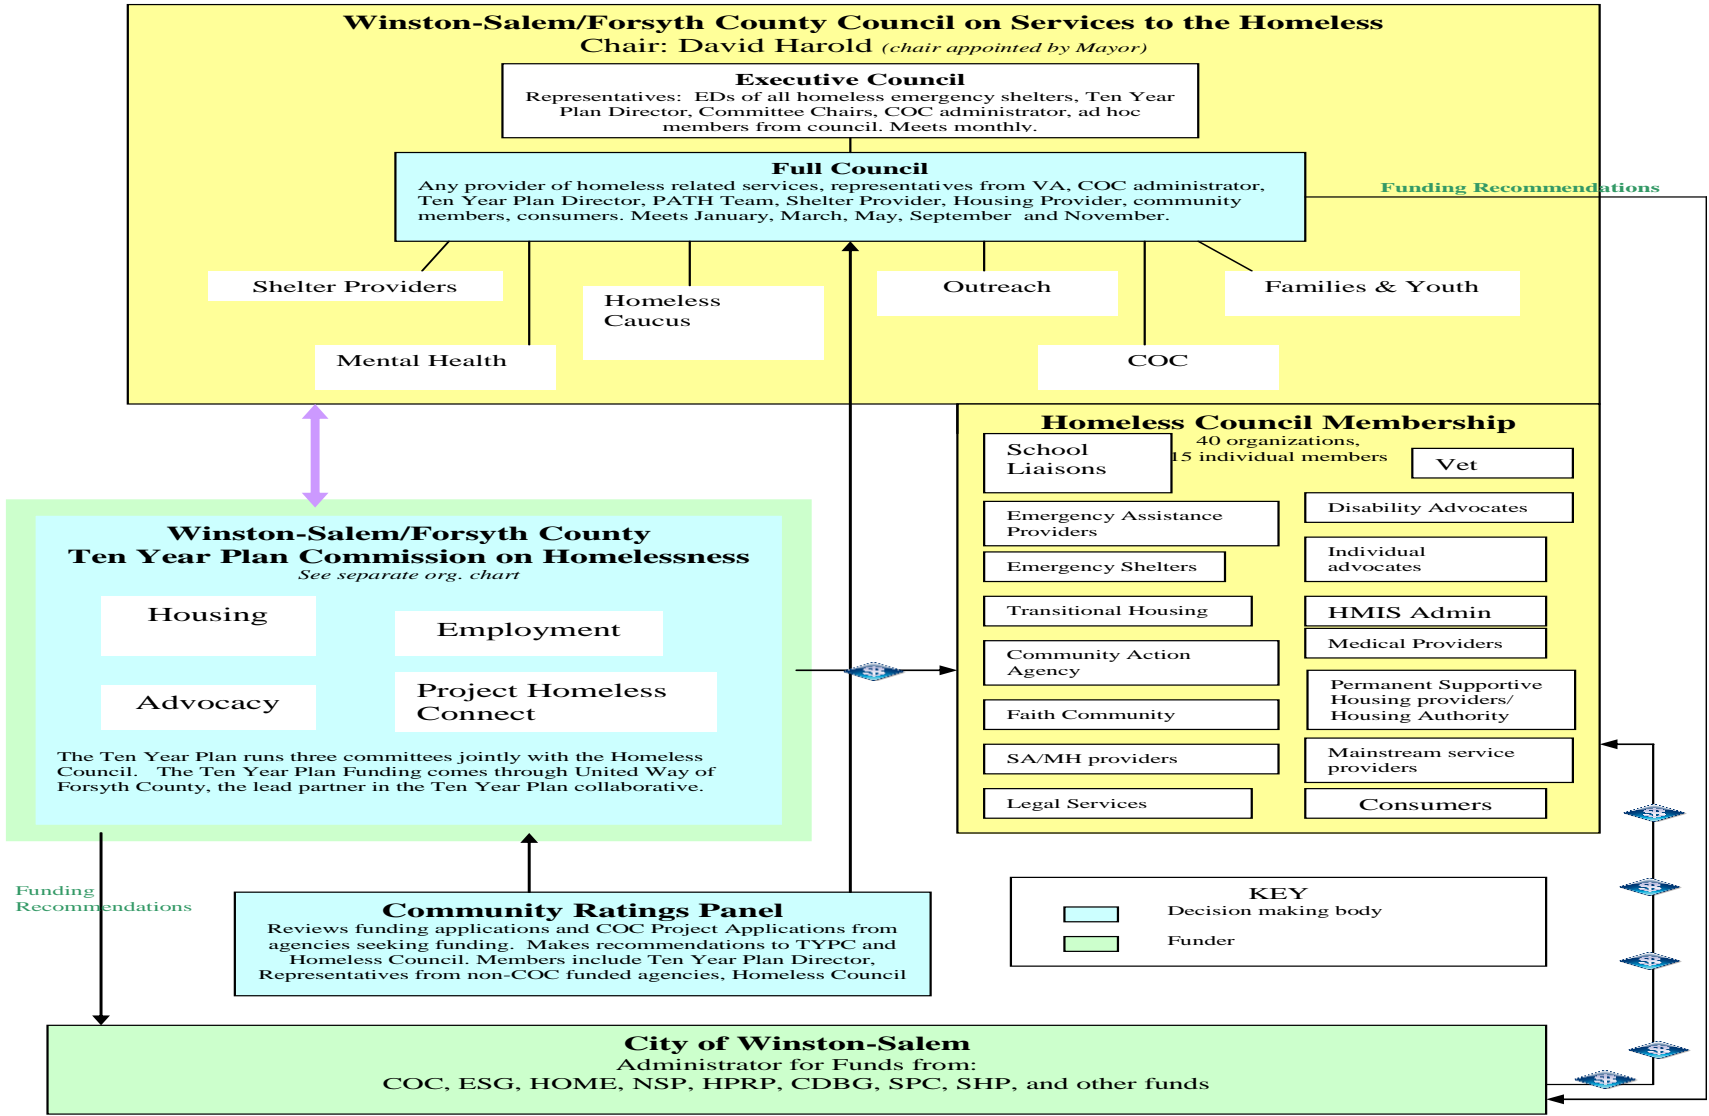 Winston-Salem/Forsyth County Council on Services to the Homeless
Chair: David Harold (chair appointed by Mayor)
Executive Council
Representatives: EDs of all homeless emergency shelters, Ten Year
Plan Director, Committee Chairs, COC administrator, ad hoc
members from council. Meets monthly.
Full Council
Any provider of homeless related services, representatives from VA, COC administrator,
Ten Year Plan Director, PATH Team, Shelter Provider, Housing Provider, community
members, consumers. Meets January, March, May, September and November.
Funding Recommendations
Shelter Providers
Homeless
Caucus
Outreach
Families & Youth
Mental Health
COC
Homeless Council Membership
40 organizations,
15 individual members
School
Liaisons
Vet
Emergency Assistance
Providers
Disability Advocates
Emergency Shelters
Individual
advocates
Transitional Housing
HMIS Admin
Community Action
Agency
Medical Providers
Faith Community
Permanent Supportive
Housing providers/
Housing Authority
SA/MH providers
Mainstream service
providers
Legal Services
Consumers
Winston-Salem/Forsyth County
Ten Year Plan Commission on Homelessness
See separate org. chart
Housing
Employment
Advocacy
Project Homeless
Connect
The Ten Year Plan runs three committees jointly with the Homeless
Council. The Ten Year Plan Funding comes through United Way of
Forsyth County, the lead partner in the Ten Year Plan collaborative.
Funding
Recommendations
Community Ratings Panel
Reviews funding applications and COC Project Applications from
agencies seeking funding. Makes recommendations to TYPC and
Homeless Council. Members include Ten Year Plan Director,
Representatives from non-COC funded agencies, Homeless Council
KEY
Decision making body
Funder
City of Winston-Salem
Administrator for Funds from:
COC, ESG, HOME, NSP, HPRP, CDBG, SPC, SHP, and other funds
$
$
$
$
$
$